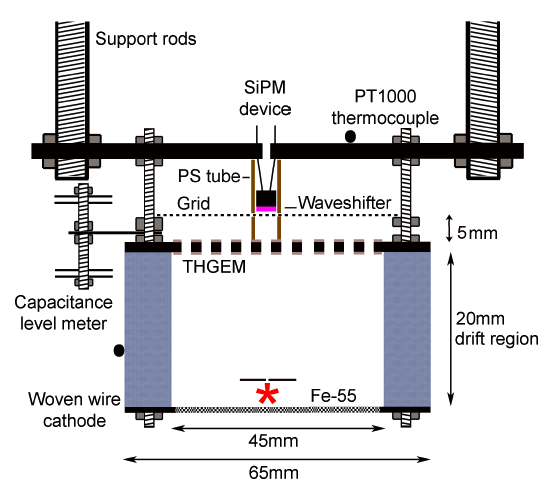 Support rods
SiPM
device
PT1000
thermocouple
PS tube
Grid
Waveshifter
5mm
THGEM
Capacitance
level meter
20mm
drift region
Woven wire
cathode
Fe-55
45mm
65mm